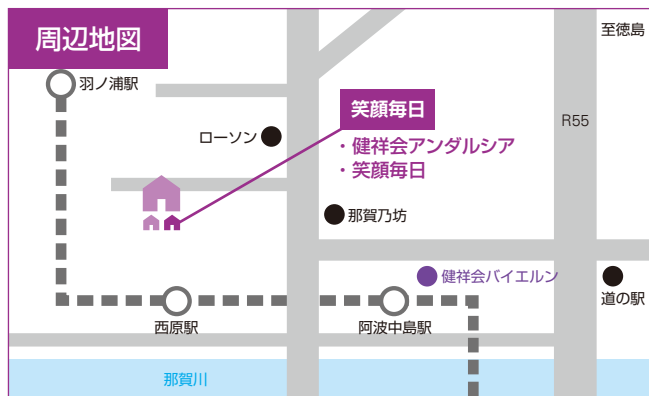 周辺地図
至徳島
羽ノ浦駅
笑顔毎日
R55
ローソン
・健祥会アンダルシア
・笑顔毎日
那賀乃坊
健祥会バイエルン
道の駅
西原駅
阿波中島駅
那賀川